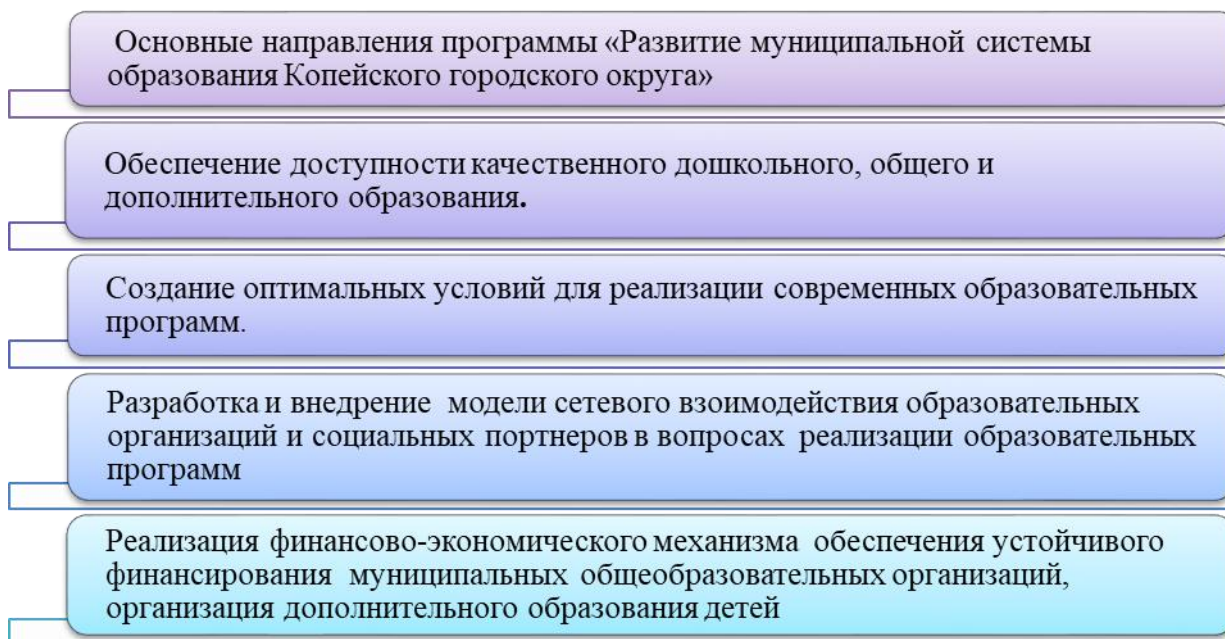 Основные направления программы «Развитие муниципальной системы
образования Копейского городского округа»
Обеспечение доступности качественного дошкольного, общего и
дополнительного образования.
Создание оптимальных условий для реализации современных образовательных
программ.
Разработка и внедрение модели сетевого взоимодействия образовательных
организаций и социальных партнеров в вопросах реализации образовательных
программ
Реализация финансово-экономического механизма обеспечения устойчивого
финансирования муниципальных общеобразовательных организаций,
организация дополнительного образования детей